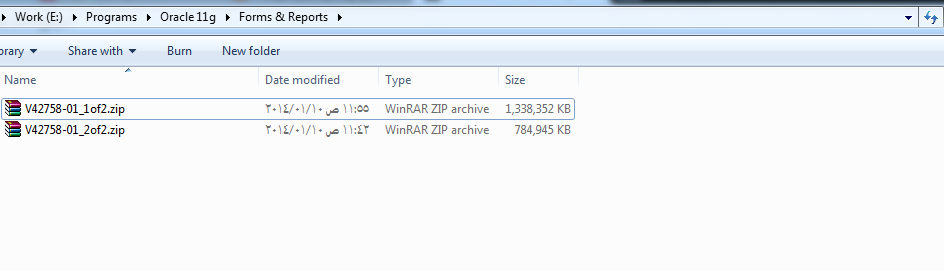 Work (E:) Programs Oracle 11g Forms & Reports
brary Share with Burn New folder
Name Date modified Type Size
V42758-01_1of2.zip ٢٠١٤/٠١/١٠ ١١:٥٥ ص WinRAR ZIP archive 1,338,352 KB
V42758-01_2of2.zip ٢٠١٤/٠١/١٠ ١١:٤٢ ص WinRAR ZIP archive 784,945 KB